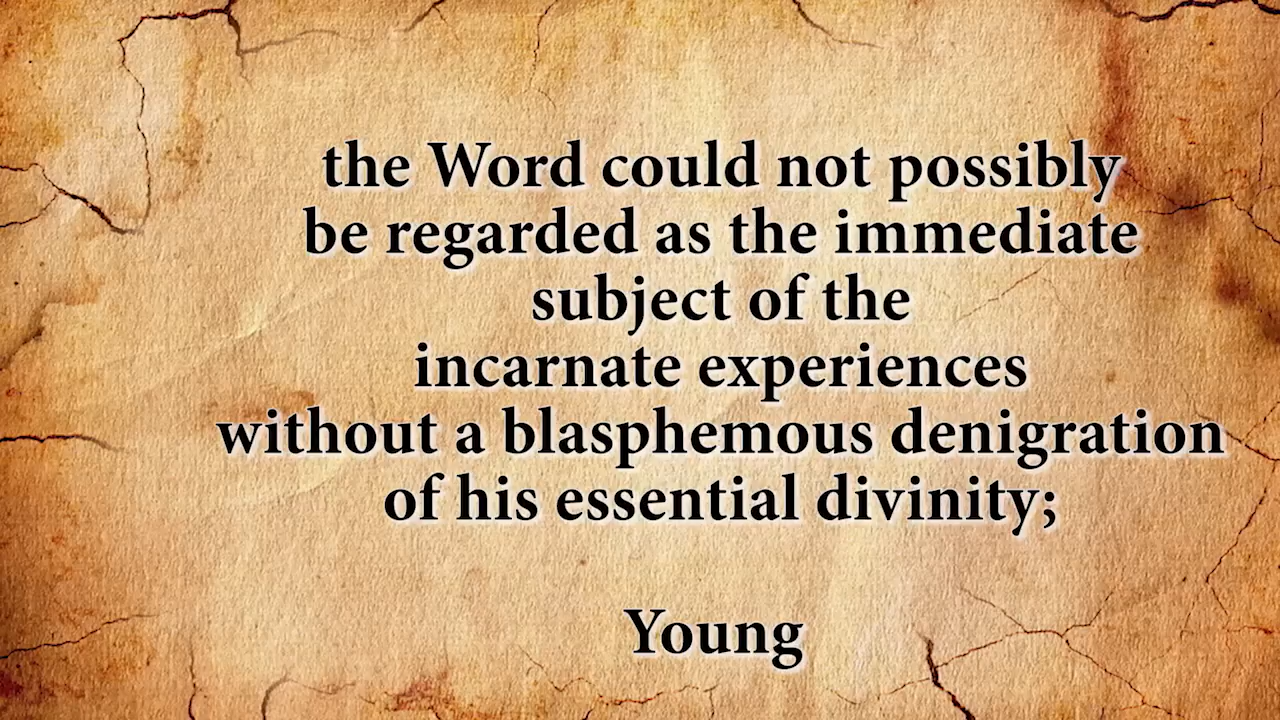 the Word could not possibly
be regarded as the immediate
subject of the
incarnate experiences
without a blasphemous denigration
of his essential divinity;
Young